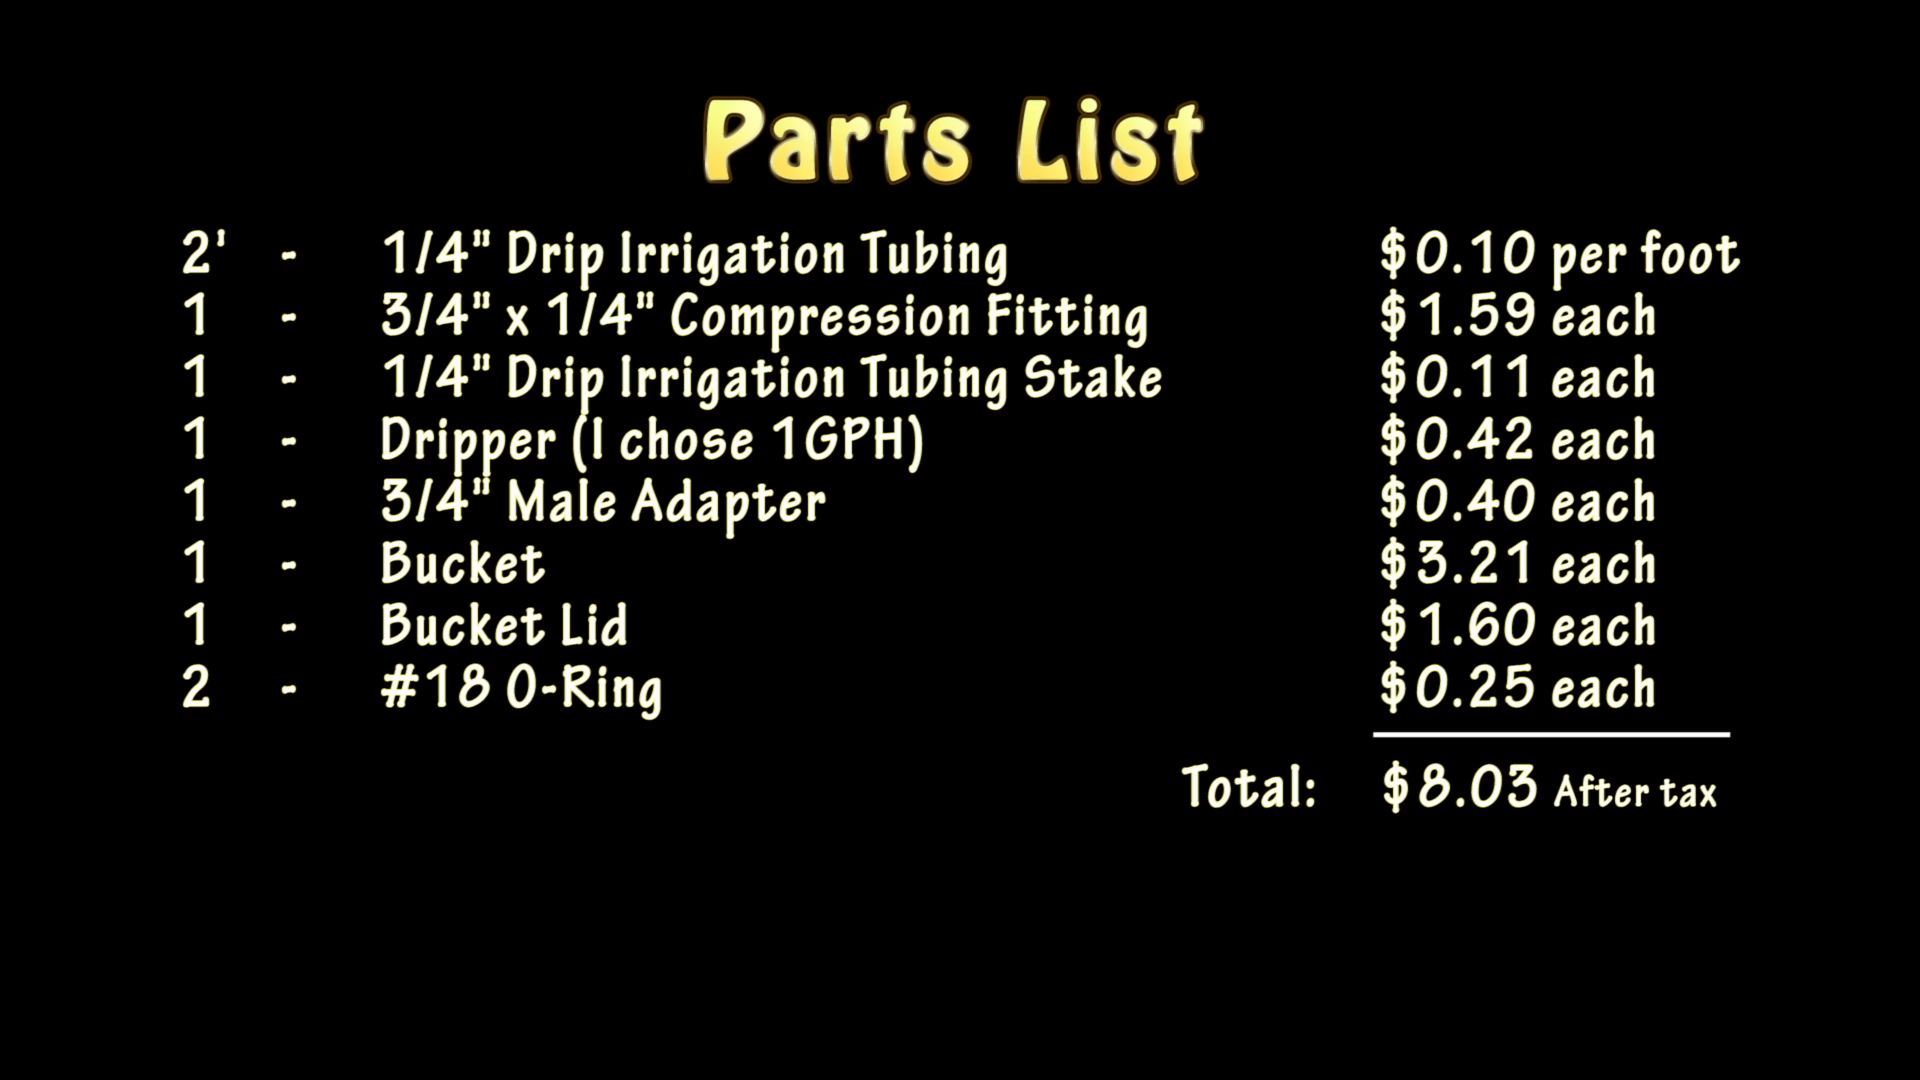 Parts List
2' - 1/4" Drip Irrigation Tubing $0.10 per foot
1 - 3/4" x 1/4" Compression Fitting $1.59 each
1 - 1/4" Drip Irrigation Tubing Stake $0.11 each
1 - Dripper (I chose 1GPH) $0.42 each
1 - 3/4" Male Adapter $0.40 each
1 - Bucket $3.21 each
1 - Bucket Lid $1.60 each
2 - #18 O-Ring $0.25 each
Total: $8.03 After tax